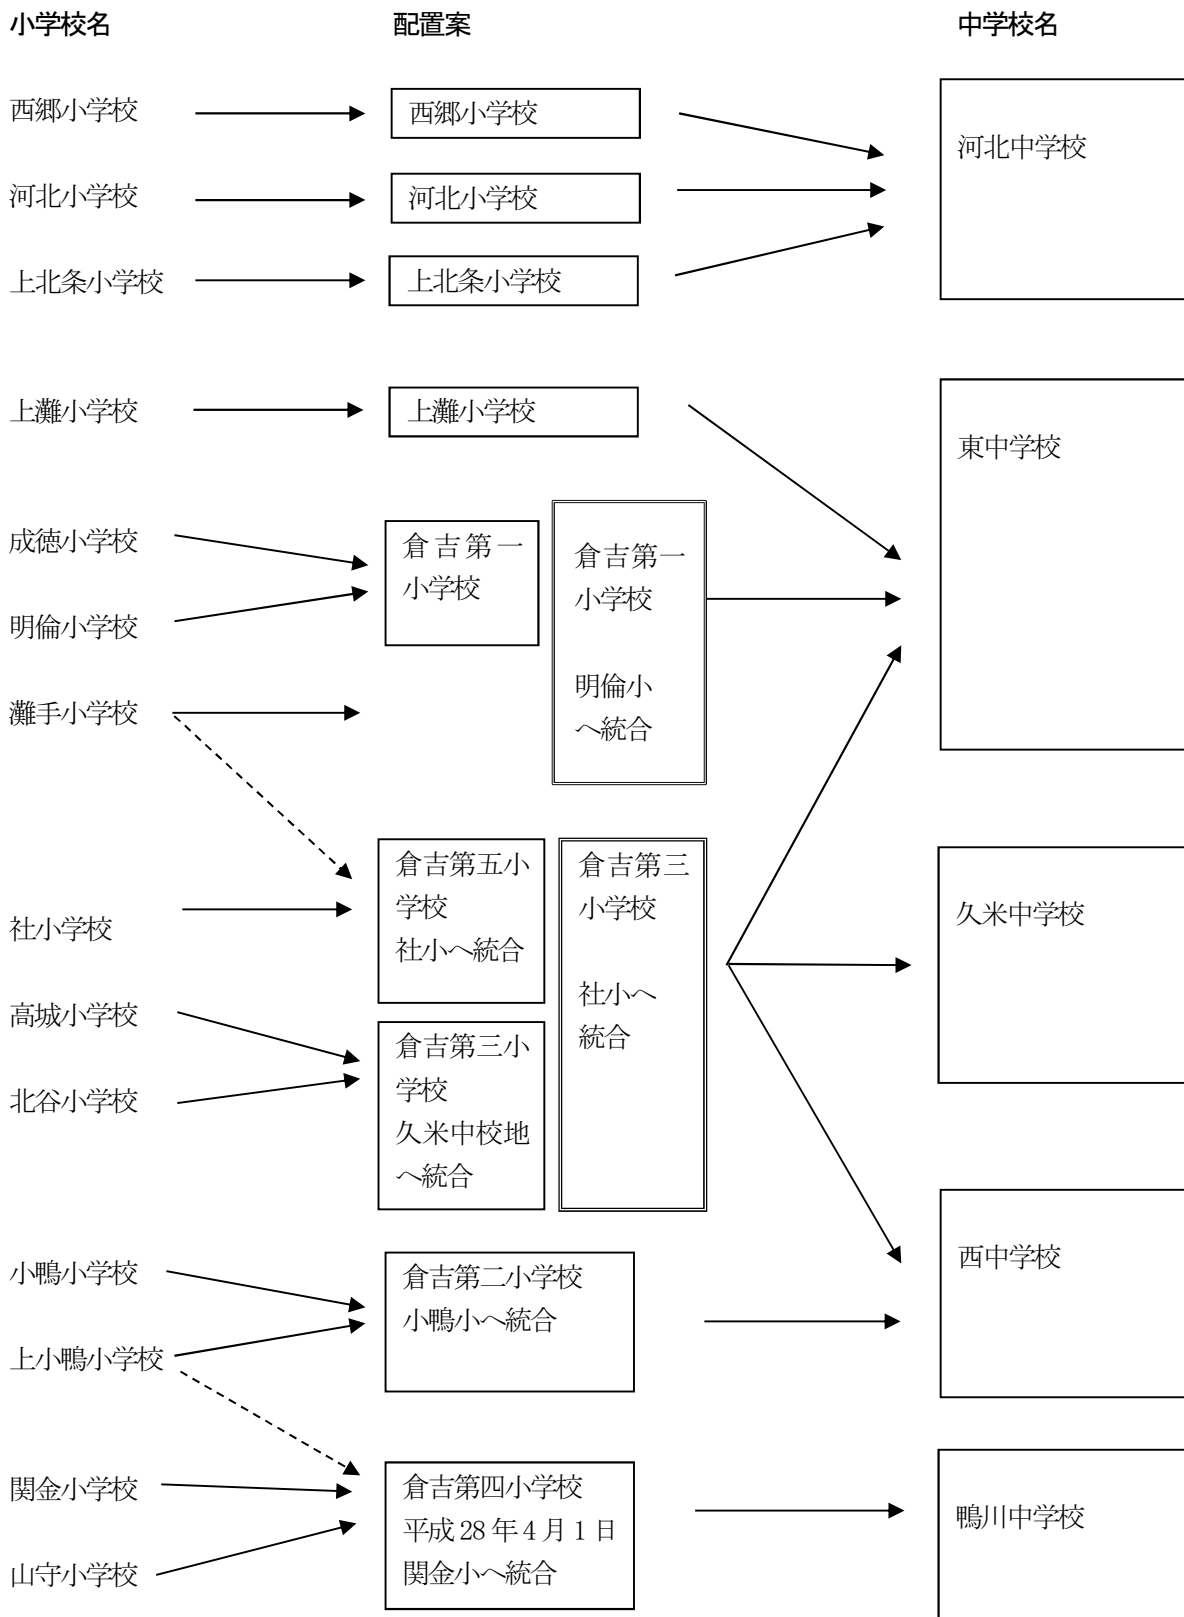 小学校名
配置案
中学校名
西郷小学校
西郷小学校
河北中学校
河北小学校
河北小学校
上北条小学校
上北条小学校
上灘小学校
上灘小学校
東中学校
成徳小学校
明倫小学校
灘手小学校
倉吉第一
小学校
倉吉第一
小学校
明倫小
へ統合
社小学校
高城小学校
北谷小学校
倉吉第五小
学校
社小へ統合
倉吉第三小
学校
久米中校地
へ統合
倉吉第三
小学校
社小へ
統合
久米中学校
小鴨小学校
上小鴨小学校
倉吉第二小学校
小鴨小へ統合
西中学校
関金小学校
山守小学校
倉吉第四小学校
平成28年4月1日
関金小へ統合
鴨川中学校